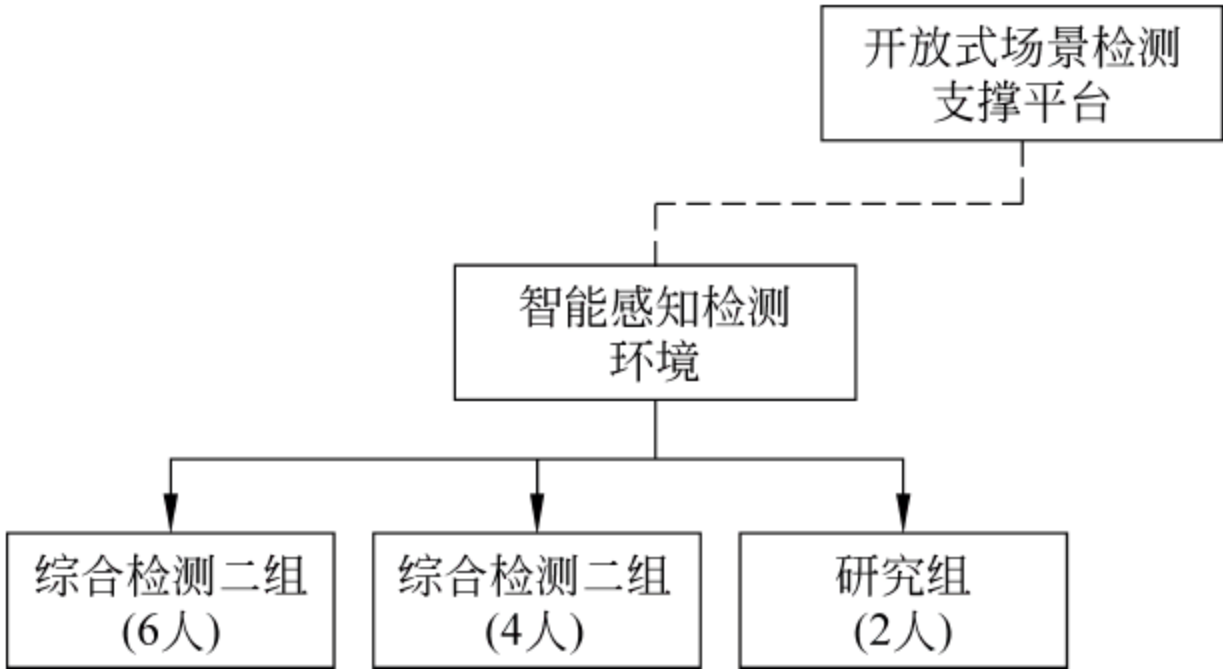 开放式场景检测
支撑平台
智能感知检测
环境
综合检测二组
(6人)
综合检测二组
(4人)
研究组
(2人)